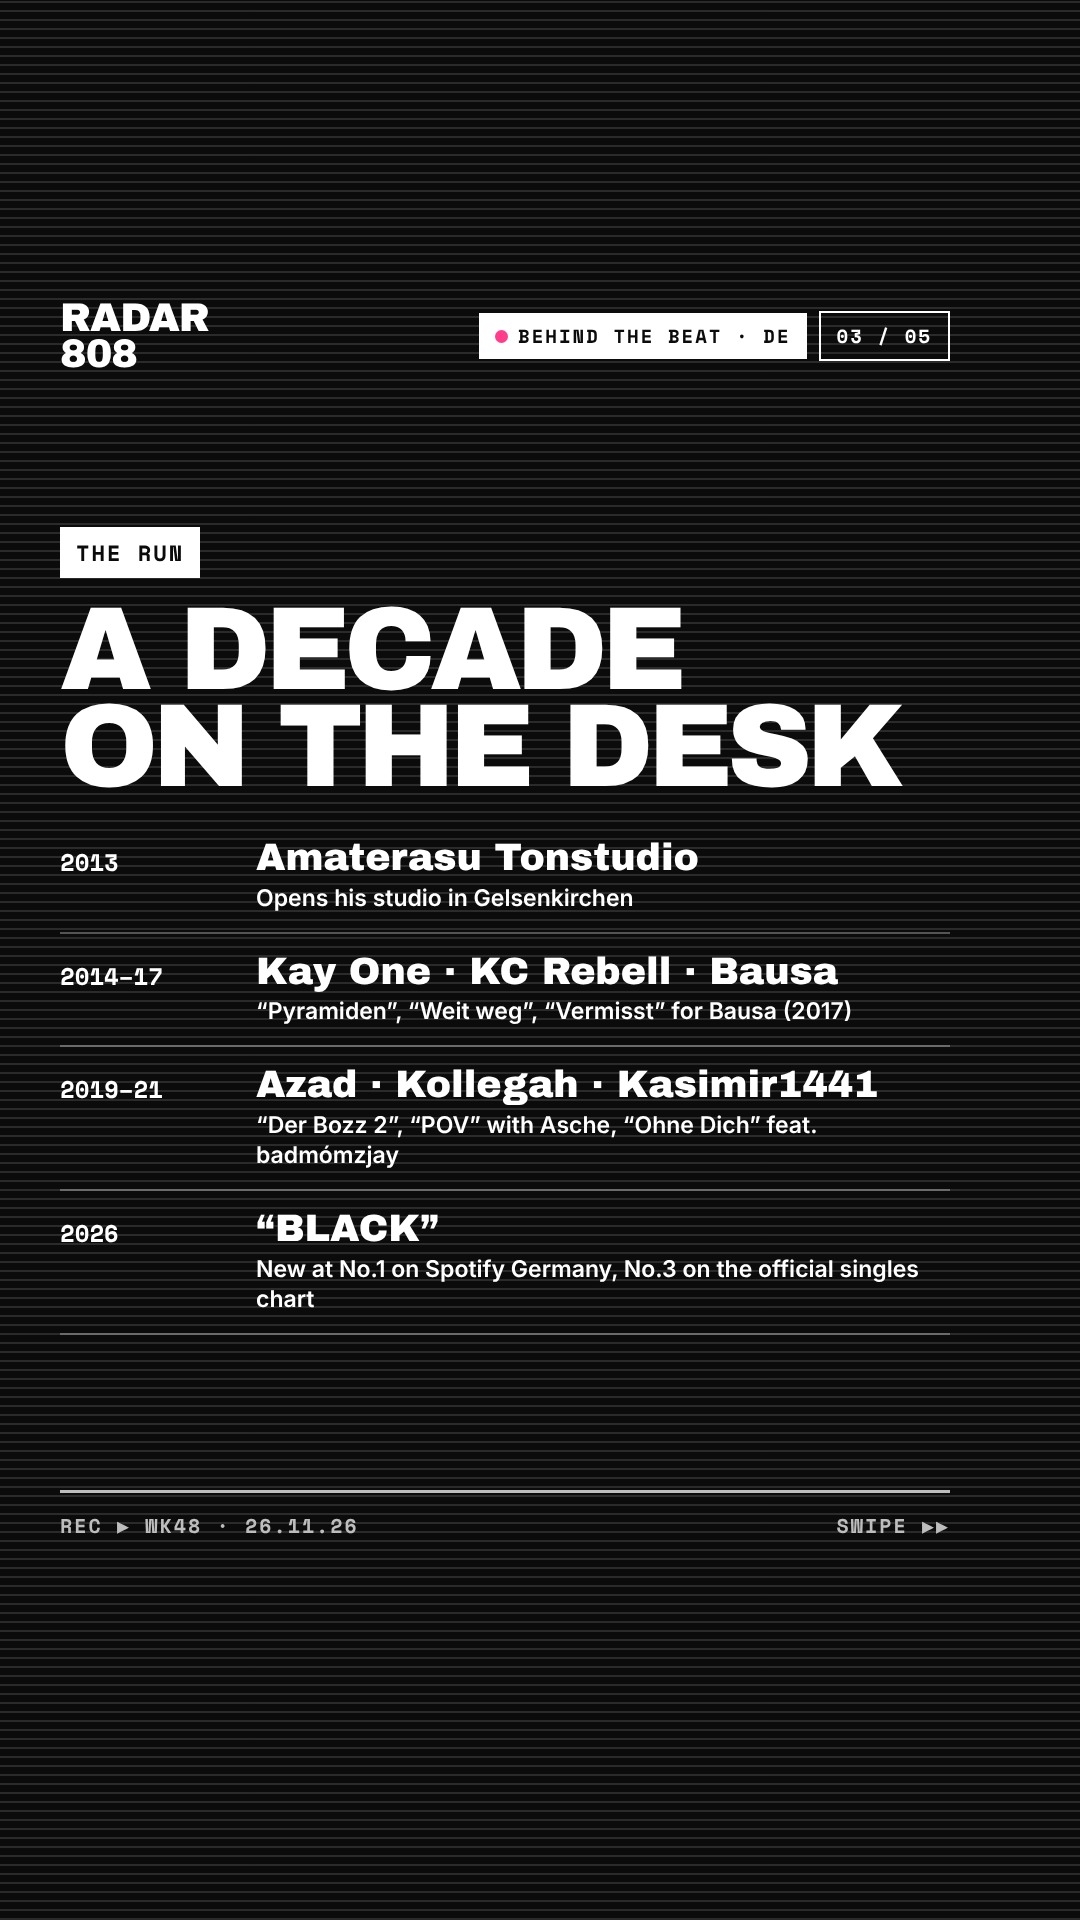 RADAR
808
BEHIND THE BEAT · DE
03 / 05
THE RUN
A DECADE
ON THE DESK
2013
Amaterasu Tonstudio
Opens his studio in Gelsenkirchen
2014–17
Kay One · KC Rebell · Bausa
“Pyramiden”, “Weit weg”, “Vermisst” for Bausa (2017)
2019–21
Azad · Kollegah · Kasimir1441
“Der Bozz 2”, “POV” with Asche, “Ohne Dich” feat.
badmómzjay
2026
“BLACK”
New at No.1 on Spotify Germany, No.3 on the official singles
chart
REC ▶ WK48 · 26.11.26
SWIPE ▶▶